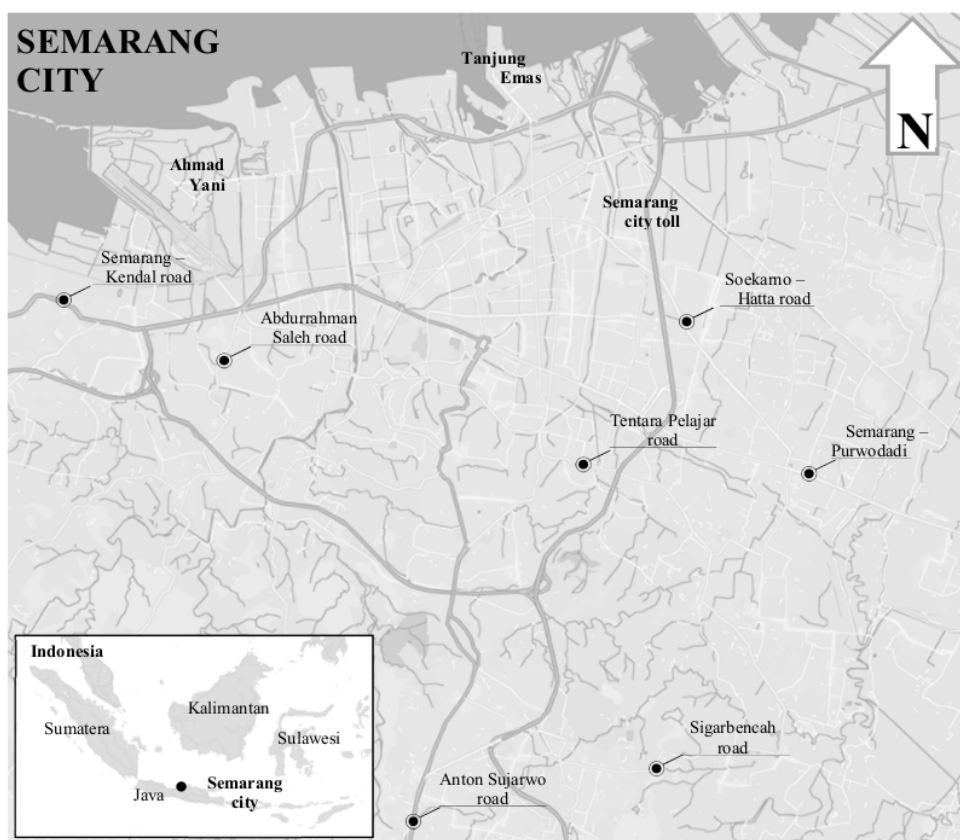 SEMARANG
CITY
Tanjung
Emas
N
Ahmad
Yani
Semarang
city toll
Semarang –
Kendal road
Soekarno –
Hatta road
Abdurrahman
Saleh road
Tentara Pelajar
road
Semarang –
Purwodadi
Indonesia
Kalimantan
Sumatera
Sulawesi
Semarang
city
Java
Sigarbencah
road
Anton Sujarwo
road